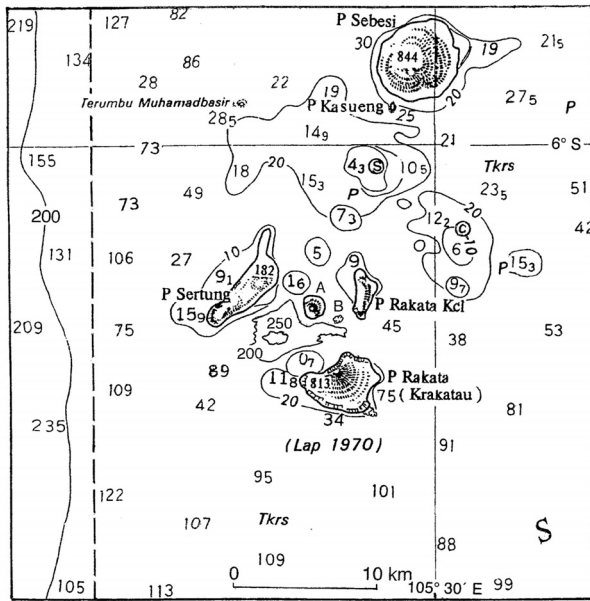 219 127 82 P Sebesi
134 86 30 844 19 21₅
28 22 19 20 27₅ P
Terumbu Muhamadbasir
P Kasueng 25
28₅ 14₉ 21 6° S
155 73 Tkrs
18 20 15₃ 4₃ S 10₅ 23₅ 51
200 73 49 P 7₃ 12₂ 20 C 42
131 106 27 10 5 9 6 10 P 15₃
9₁ 182 1₆ A 9₇
P Sertung P Rakata Kcl
15₉ B
209 75 250 45 38 53
200
89 0₇ P Rakata
109 11₈ 813 75 (Krakatau)
42 20 34 81
235 (Lap 1970) 91
95
122 101
107 Tkrs S
109 88
0 10 km
105 113 105° 30' E 99